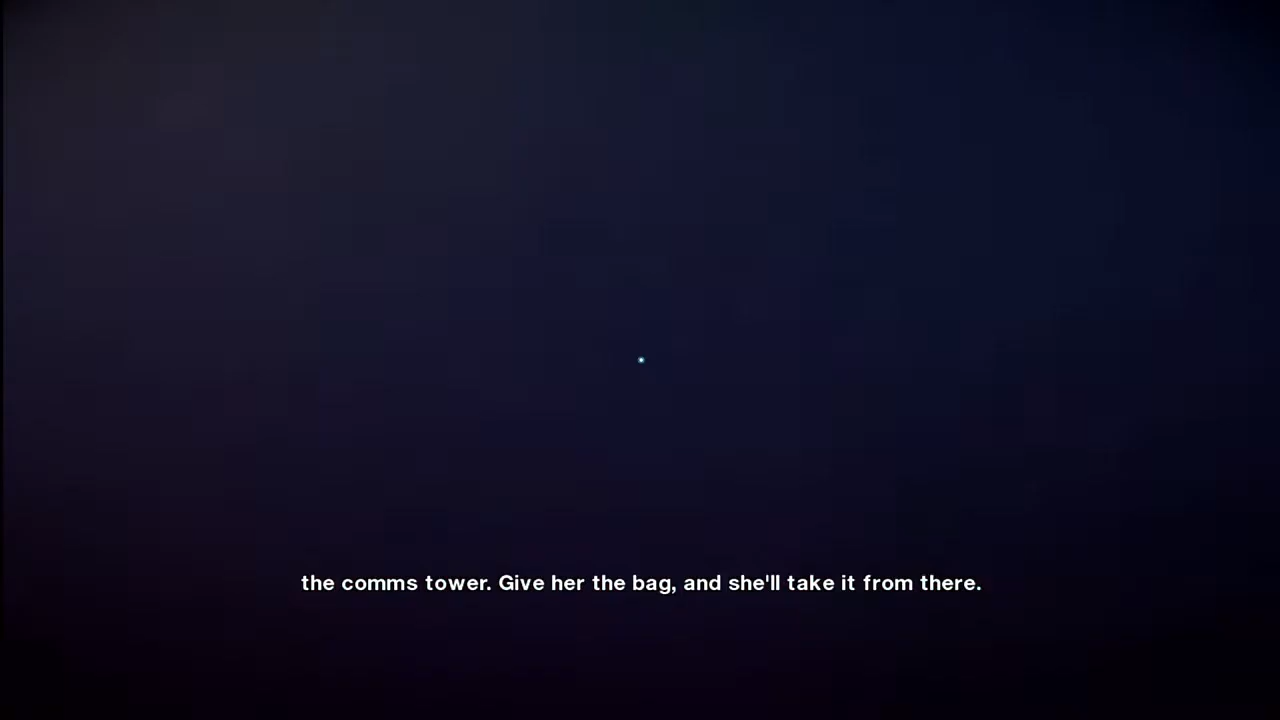 the comms tower. Give her the bag, and she'll take it from there.